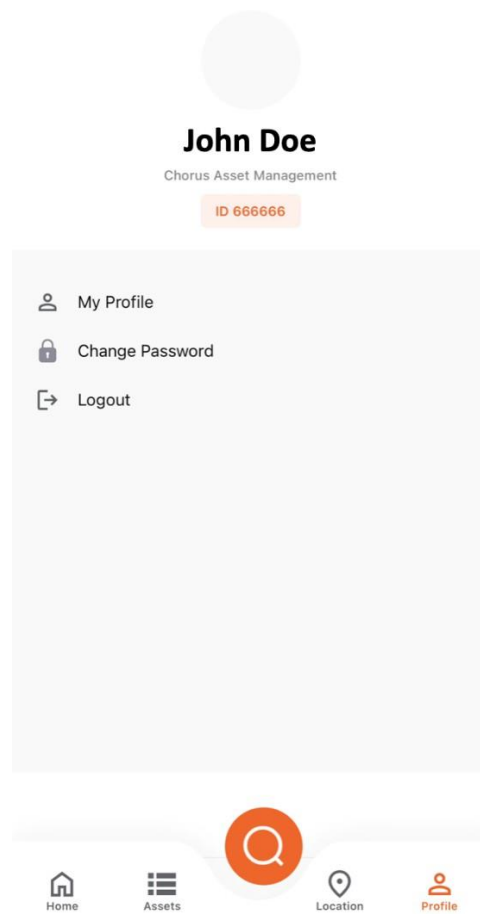 John Doe
Chorus Asset Management
ID 666666
My Profile
Change Password
Logout
Home
Assets
Location
Profile